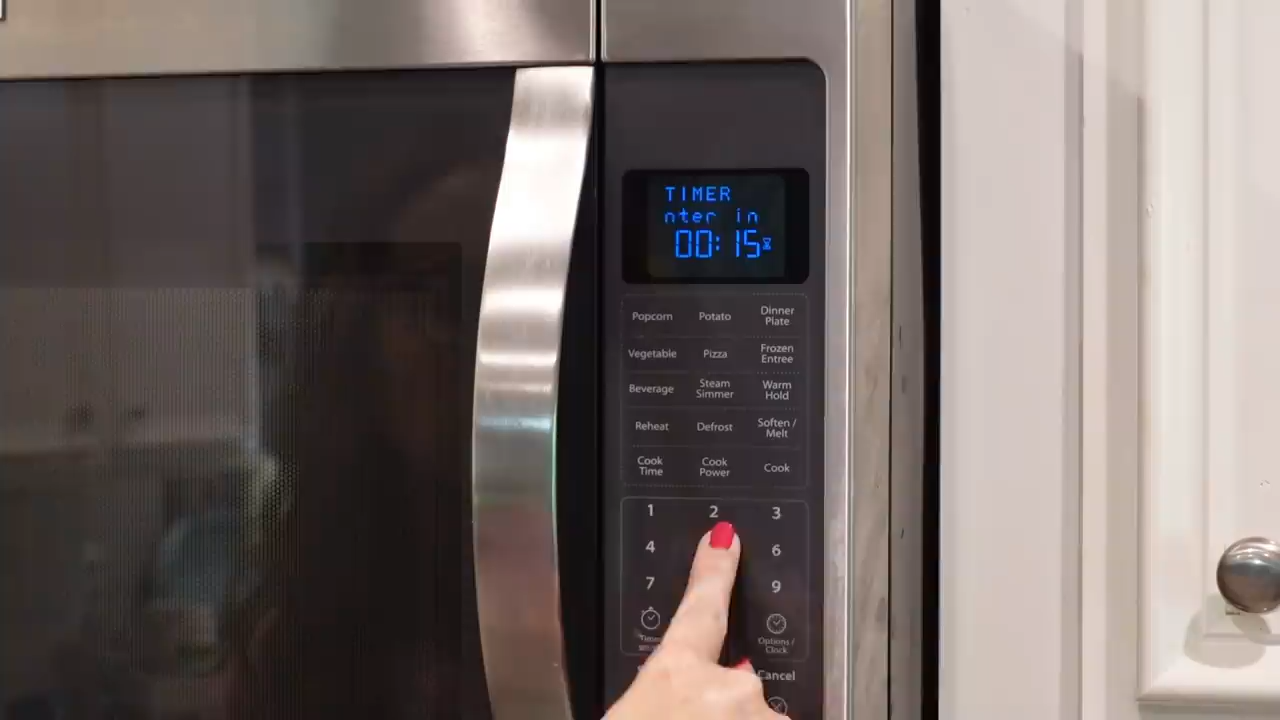 TIMER
nter in
00:15
Popcorn Potato Dinner Plate
Vegetable Pizza Frozen Entree
Beverage Steam Simmer Warm Hold
Reheat Defrost Soften / Melt
Cook Time Cook Power Cook
1 2 3
4 6
7 9
Options / Clock
Cancel